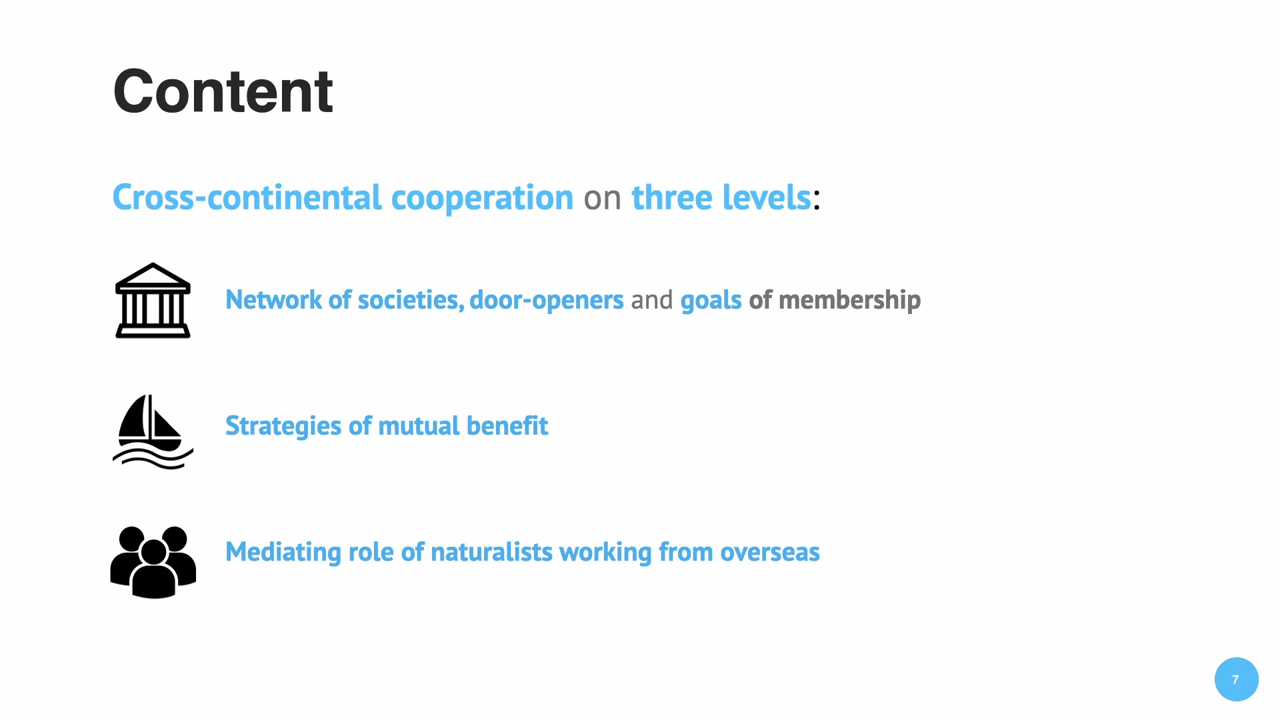 Content
Cross-continental cooperation on three levels:
Network of societies, door-openers and goals of membership
Strategies of mutual benefit
Mediating role of naturalists working from overseas
7